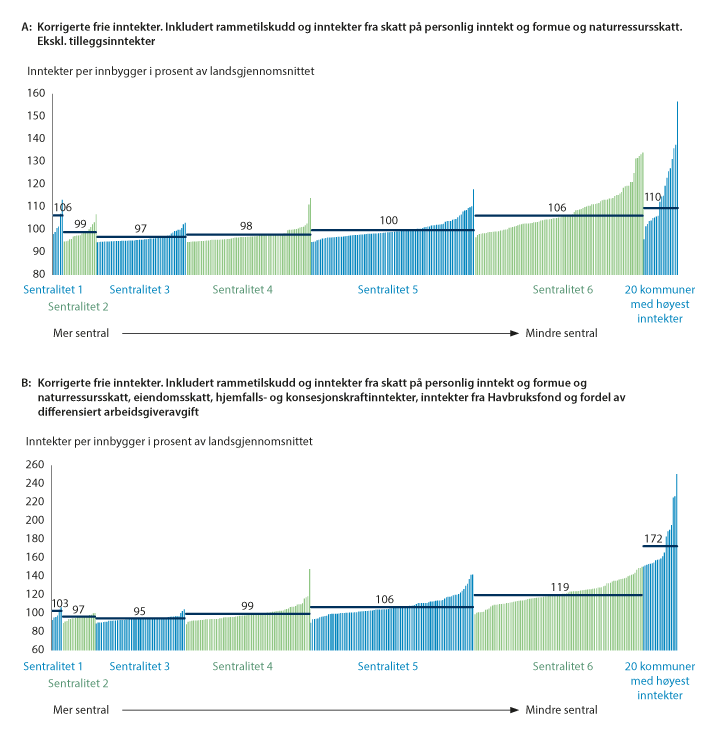 A: Korrigerte frie inntekter. Inkludert rammetilskudd og inntekter fra skatt på personlig inntekt og formue og naturressursskatt.
Ekskl. tilleggsinntekter
Inntekter per innbygger i prosent av landsgjennomsnittet
160
150
140
130
120
110
100
90
80
106
99
97
98
100
106
110
Sentralitet 1
Sentralitet 2
Sentralitet 3
Sentralitet 4
Sentralitet 5
Sentralitet 6
20 kommuner
med høyest
inntekter
Mer sentral
Mindre sentral
B: Korrigerte frie inntekter. Inkludert rammetilskudd og inntekter fra skatt på personlig inntekt og formue og
naturressursskatt, eiendomsskatt, hjemfalls- og konsesjonskraftinntekter, inntekter fra Havbruksfond og fordel av
differensiert arbeidsgiveravgift
Inntekter per innbygger i prosent av landsgjennomsnittet
260
240
220
200
180
160
140
120
100
80
60
103
97
95
99
106
119
172
Sentralitet 1
Sentralitet 2
Sentralitet 3
Sentralitet 4
Sentralitet 5
Sentralitet 6
20 kommuner
med høyest
inntekter
Mer sentral
Mindre sentral